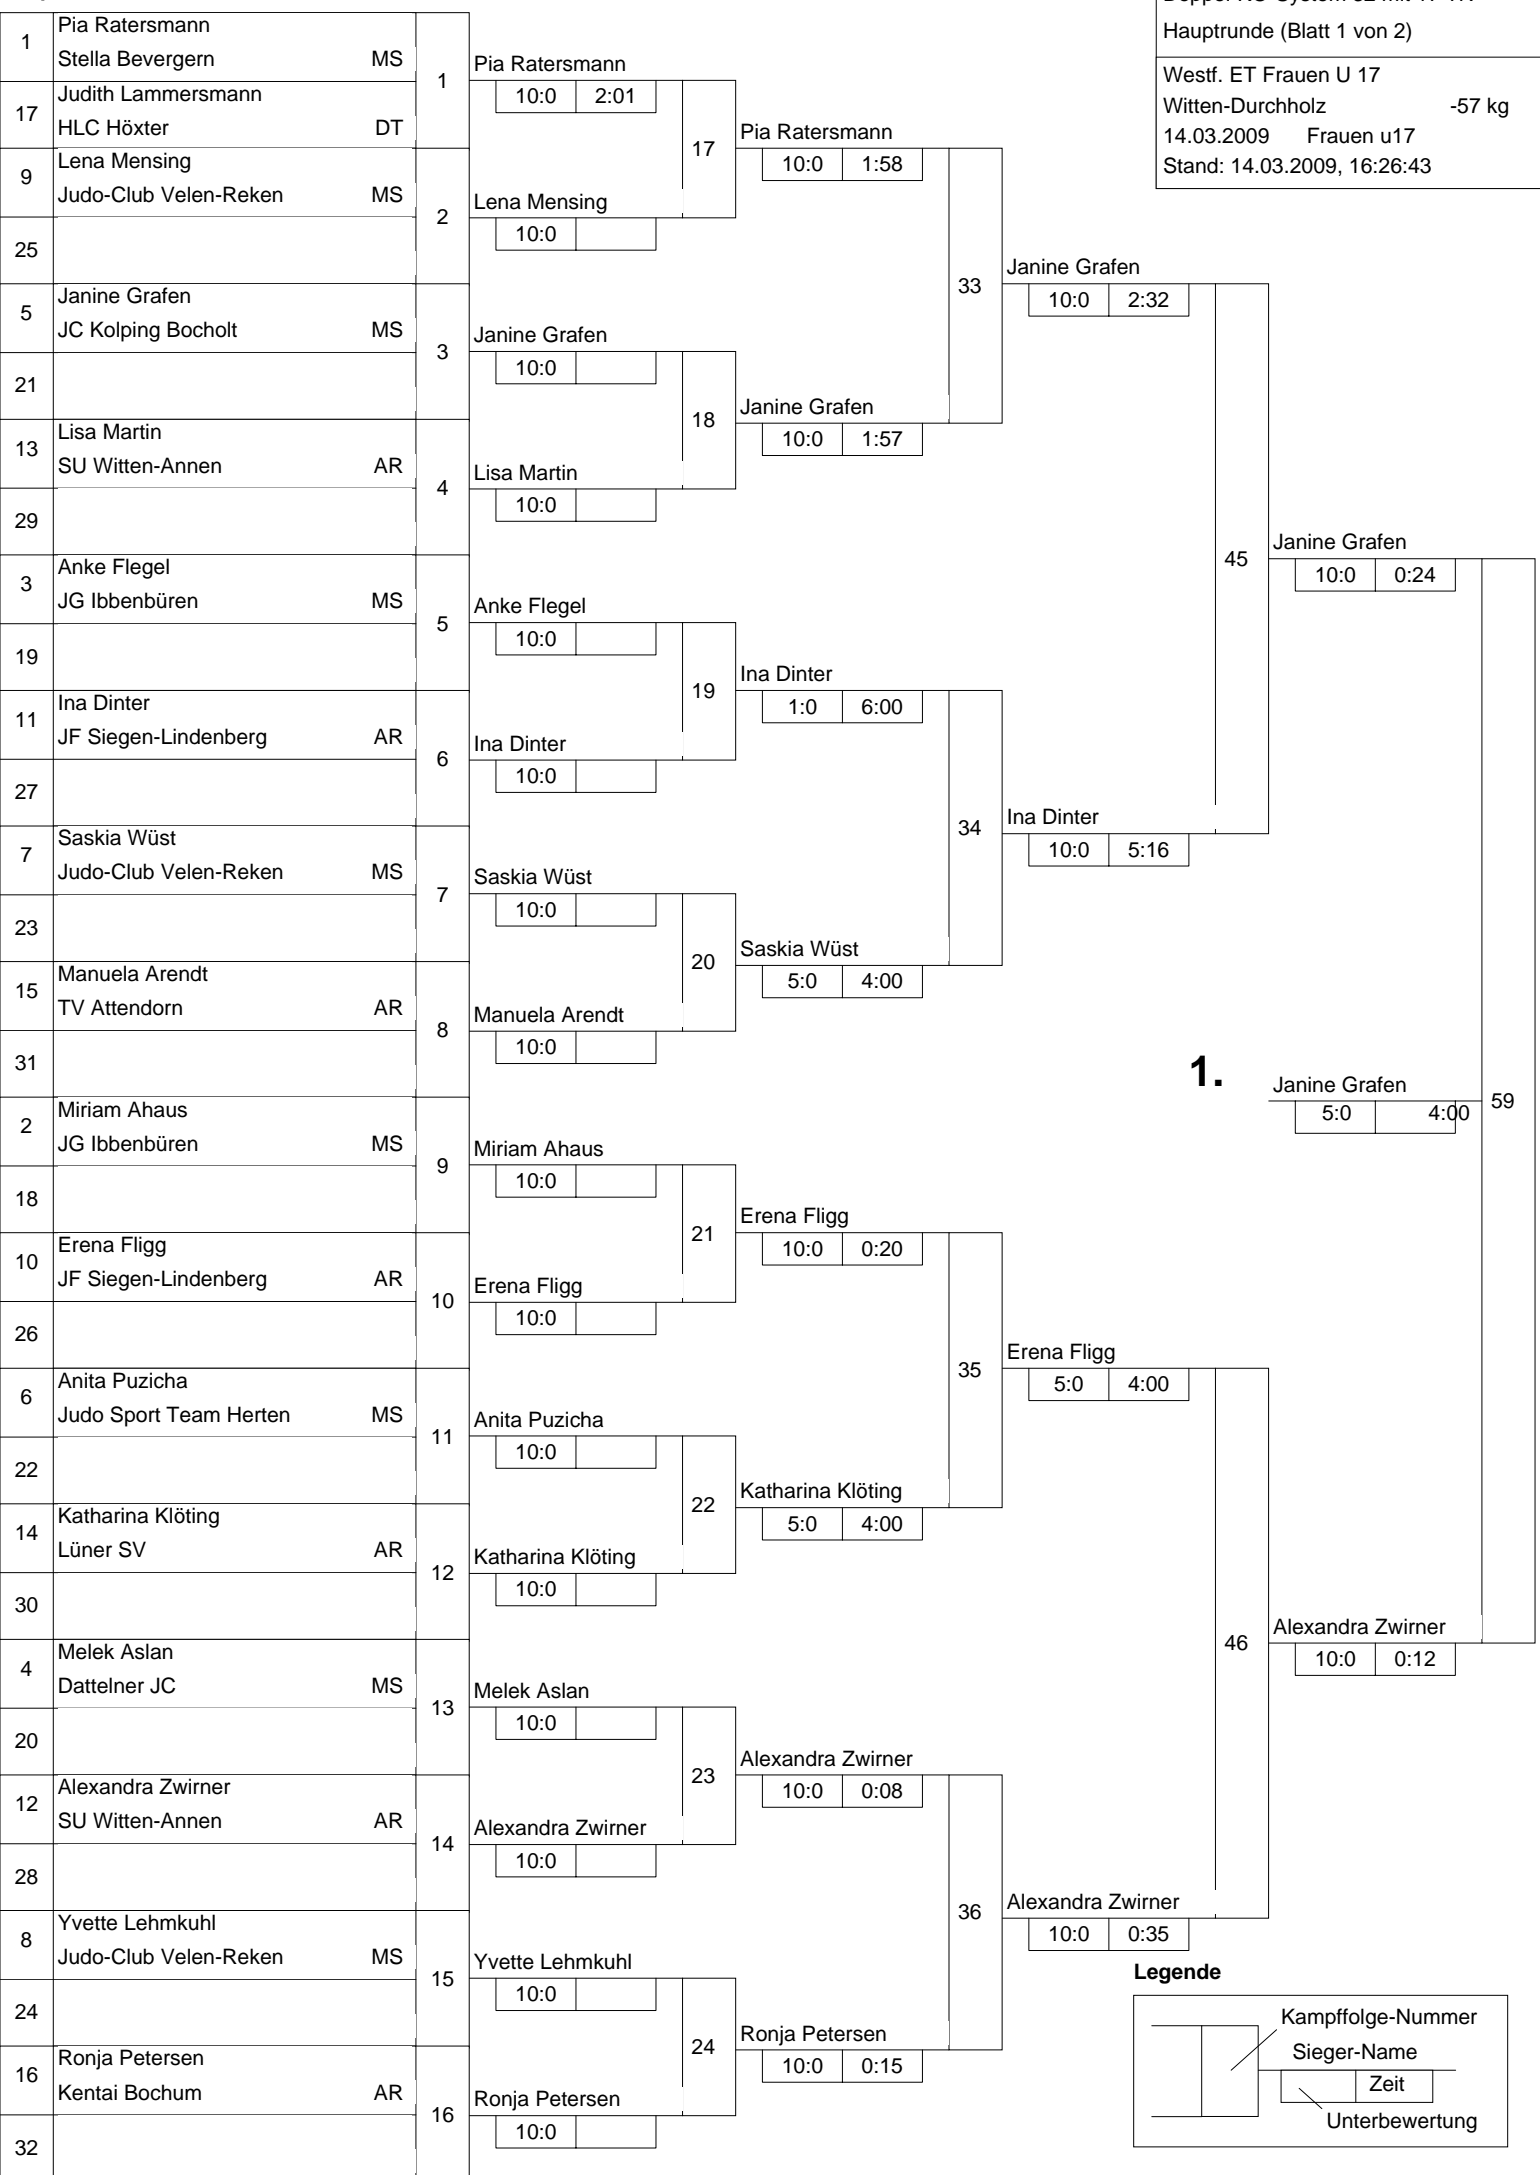 Hauptrunde (Blatt 1 von 2)
Westf. ET Frauen U 17
Witten-Durchholz -57 kg
14.03.2009 Frauen u17
Stand: 14.03.2009, 16:26:43
1 Pia Ratersmann
Stella Bevergern MS
17 Judith Lammersmann
HLC Höxter DT
9 Lena Mensing
Judo-Club Velen-Reken MS
25
5 Janine Grafen
JC Kolping Bocholt MS
21
13 Lisa Martin
SU Witten-Annen AR
29
3 Anke Flegel
JG Ibbenbüren MS
19
11 Ina Dinter
JF Siegen-Lindenberg AR
27
7 Saskia Wüst
Judo-Club Velen-Reken MS
23
15 Manuela Arendt
TV Attendorn AR
31
2 Miriam Ahaus
JG Ibbenbüren MS
18
10 Erena Fligg
JF Siegen-Lindenberg AR
26
6 Anita Puzicha
Judo Sport Team Herten MS
22
14 Katharina Klöting
Lüner SV AR
30
4 Melek Aslan
Dattelner JC MS
20
12 Alexandra Zwirner
SU Witten-Annen AR
28
8 Yvette Lehmkuhl
Judo-Club Velen-Reken MS
24
16 Ronja Petersen
Kentai Bochum AR
32
1 Pia Ratersmann
10:0 2:01
2 Lena Mensing
10:0
3 Janine Grafen
10:0
4 Lisa Martin
10:0
5 Anke Flegel
10:0
6 Ina Dinter
10:0
7 Saskia Wüst
10:0
8 Manuela Arendt
10:0
9 Miriam Ahaus
10:0
10 Erena Fligg
10:0
11 Anita Puzicha
10:0
12 Katharina Klöting
10:0
13 Melek Aslan
10:0
14 Alexandra Zwirner
10:0
15 Yvette Lehmkuhl
10:0
16 Ronja Petersen
10:0
17 Pia Ratersmann
10:0 1:58
18 Janine Grafen
10:0 1:57
19 Ina Dinter
1:0 6:00
20 Saskia Wüst
5:0 4:00
21 Erena Fligg
10:0 0:20
22 Katharina Klöting
5:0 4:00
23 Alexandra Zwirner
10:0 0:08
24 Ronja Petersen
10:0 0:15
33 Janine Grafen
10:0 2:32
34 Ina Dinter
10:0 5:16
35 Erena Fligg
5:0 4:00
36 Alexandra Zwirner
10:0 0:35
45 Janine Grafen
10:0 0:24
46 Alexandra Zwirner
10:0 0:12
1. Janine Grafen 59
5:0 4:00
Legende
Kampffolge-Nummer
Sieger-Name
Zeit
Unterbewertung